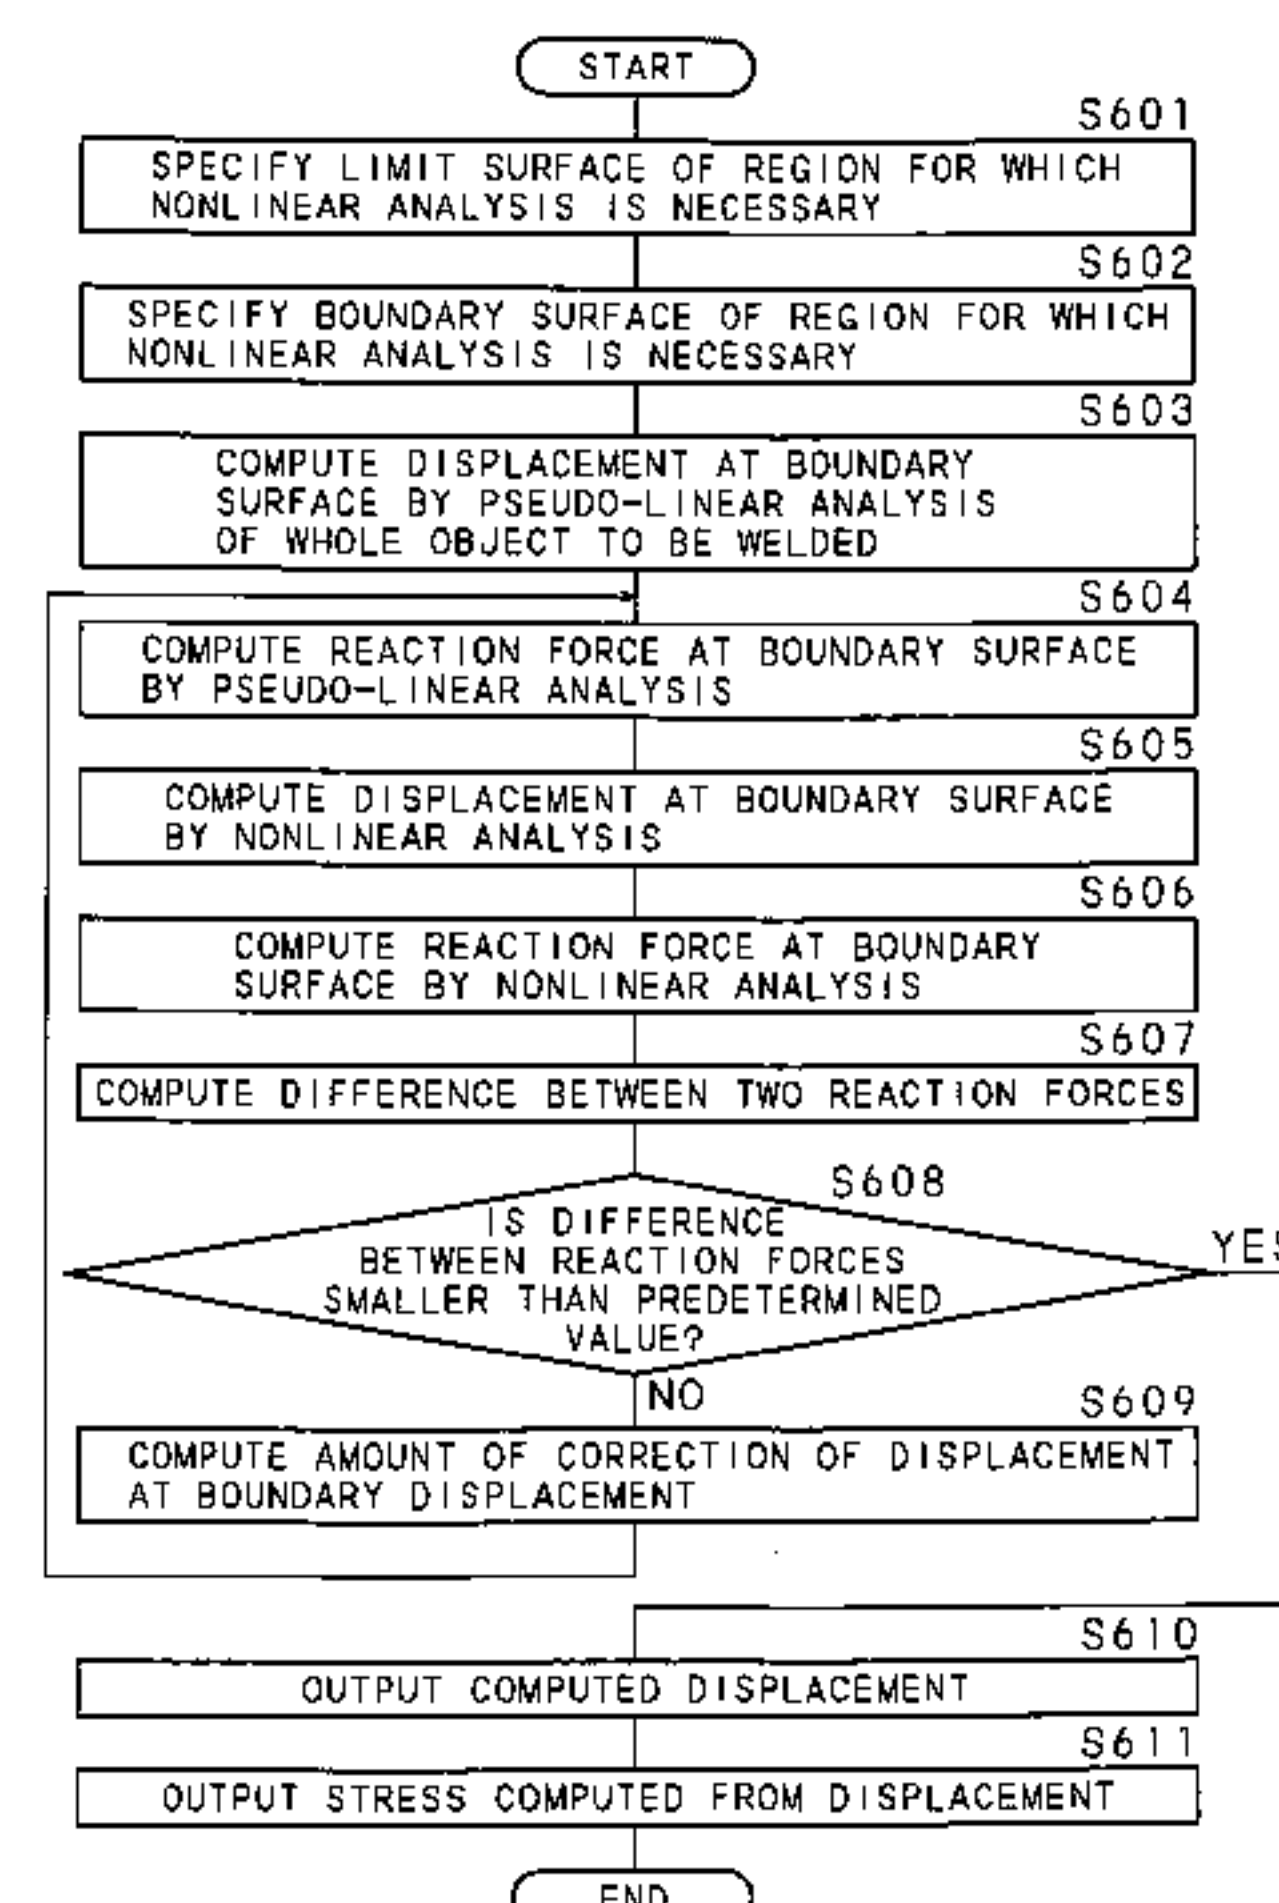 START
S601
SPECIFY LIMIT SURFACE OF REGION FOR WHICH
NONLINEAR ANALYSIS IS NECESSARY
S602
SPECIFY BOUNDARY SURFACE OF REGION FOR WHICH
NONLINEAR ANALYSIS IS NECESSARY
S603
COMPUTE DISPLACEMENT AT BOUNDARY
SURFACE BY PSEUDO-LINEAR ANALYSIS
OF WHOLE OBJECT TO BE WELDED
S604
COMPUTE REACTION FORCE AT BOUNDARY SURFACE
BY PSEUDO-LINEAR ANALYSIS
S605
COMPUTE DISPLACEMENT AT BOUNDARY SURFACE
BY NONLINEAR ANALYSIS
S606
COMPUTE REACTION FORCE AT BOUNDARY
SURFACE BY NONLINEAR ANALYSIS
S607
COMPUTE DIFFERENCE BETWEEN TWO REACTION FORCES
S608
IS DIFFERENCE
BETWEEN REACTION FORCES
SMALLER THAN PREDETERMINED
VALUE?
YES
NO
S609
COMPUTE AMOUNT OF CORRECTION OF DISPLACEMENT
AT BOUNDARY DISPLACEMENT
S610
OUTPUT COMPUTED DISPLACEMENT
S611
OUTPUT STRESS COMPUTED FROM DISPLACEMENT
END